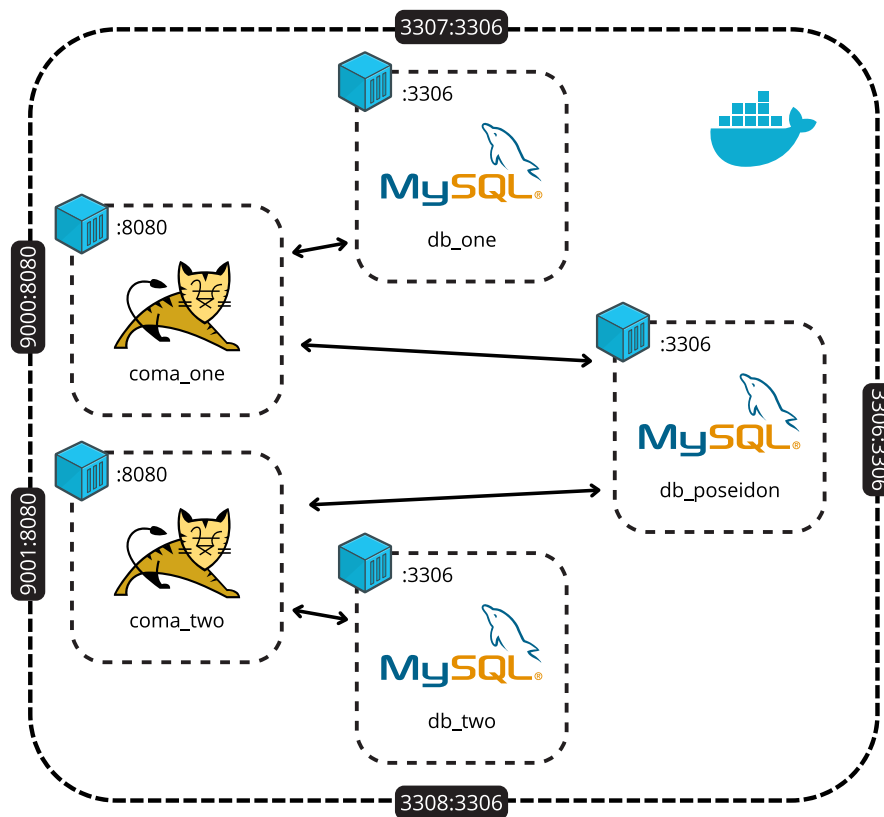 3307:3306
:3306
MySQL®
db_one
:8080
9000:8080
coma_one
:3306
MySQL®
db_poseidon
3306:3306
:8080
9001:8080
coma_two
:3306
MySQL®
db_two
3308:3306